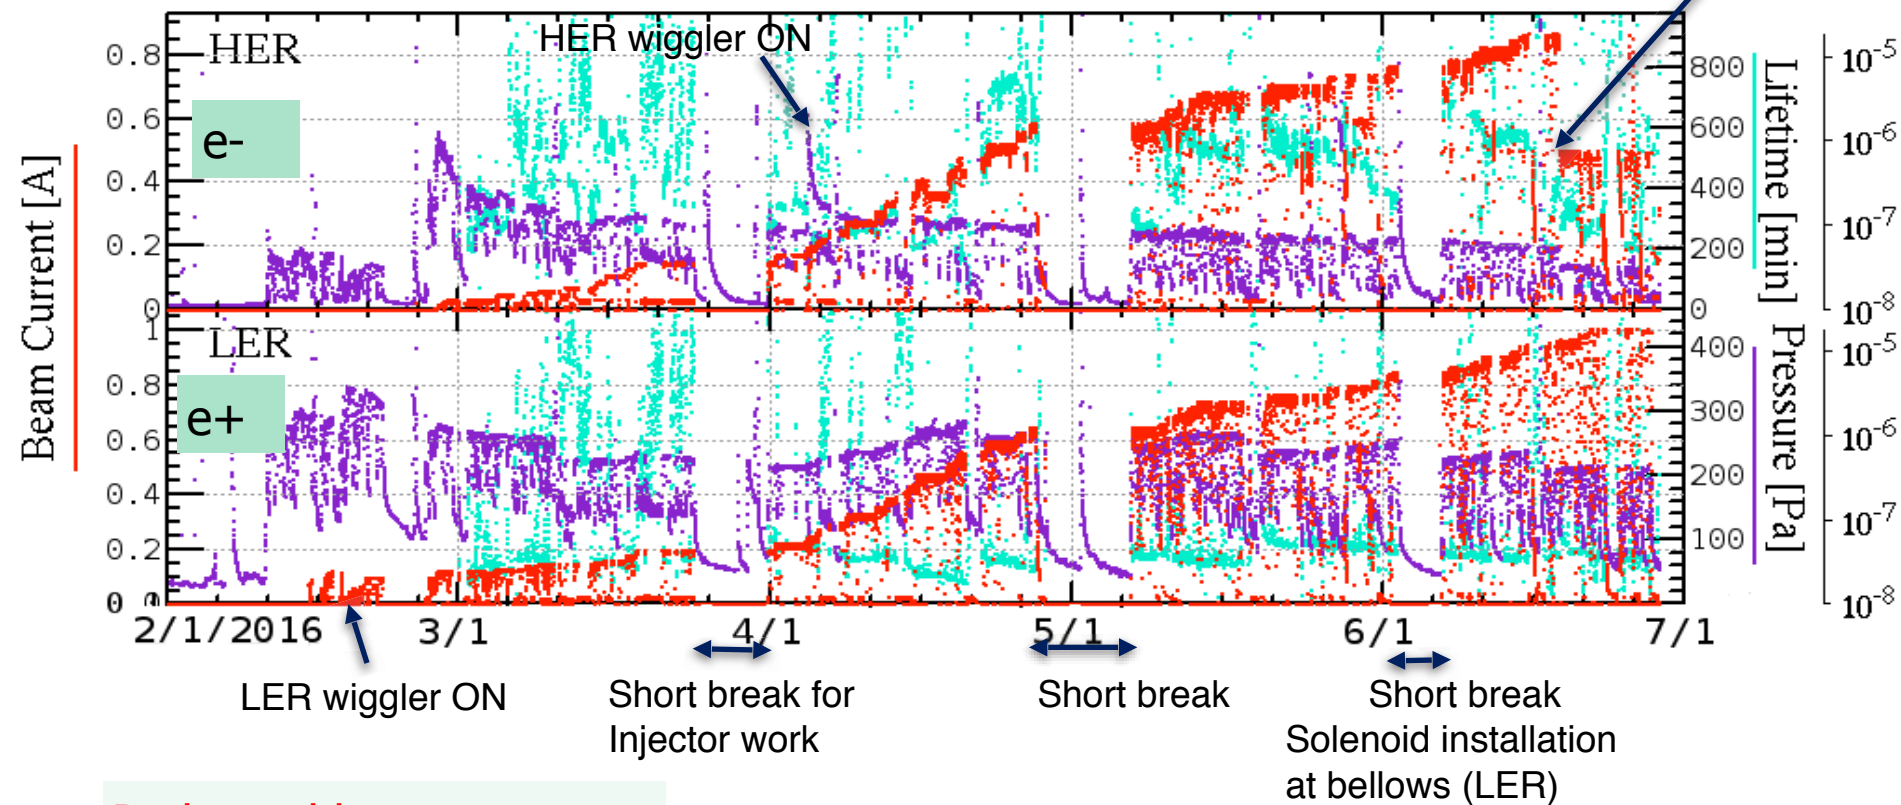 HER wiggler ON
HER
e-
0.8
0.6
0.4
0.2
0
800
600
400
200
0
10-5
10-6
10-7
10-8
Beam Current [A]
Lifetime [min]
Pressure [Pa]
LER
e+
1
0.8
0.6
0.4
0.2
0
400
300
200
100
10-5
10-6
10-7
10-8
2/1/2016
3/1
4/1
5/1
6/1
7/1
LER wiggler ON
Short break for
Injector work
Short break
Short break
Solenoid installation
at bellows (LER)